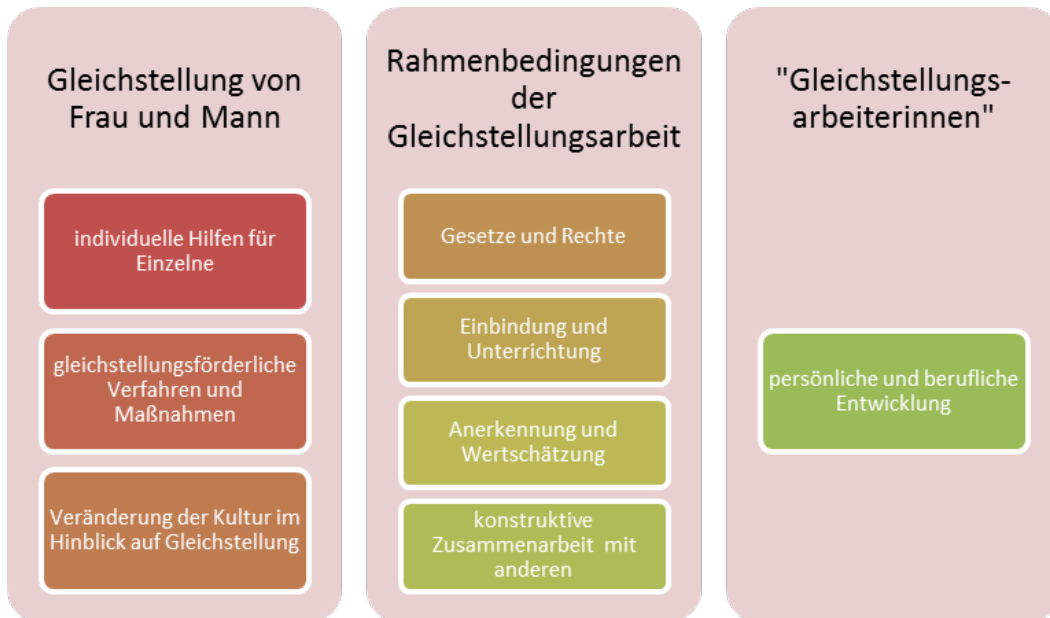 Gleichstellung von
Frau und Mann
individuelle Hilfen für
Einzelne
gleichstellungsförderliche
Verfahren und
Maßnahmen
Veränderung der Kultur im
Hinblick auf Gleichstellung
Rahmenbedingungen
der
Gleichstellungsarbeit
Gesetze und Rechte
Einbindung und
Unterrichtung
Anerkennung und
Wertschätzung
konstruktive
Zusammenarbeit mit
anderen
"Gleichstellungs-
arbeiterinnen"
persönliche und berufliche
Entwicklung